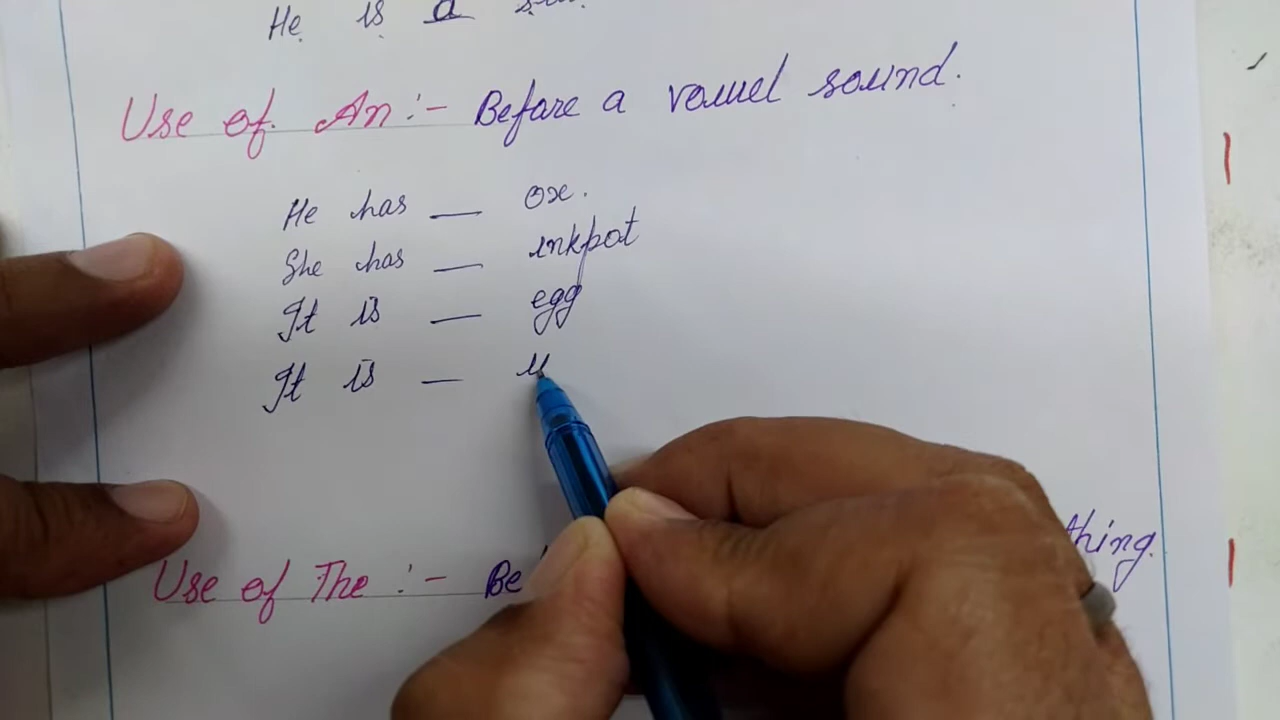 He is a
Use of An :- Before a vowel sound.
He has — ox.
She has — inkpot
It is — egg
It is — u
Use of The :- Be thing.